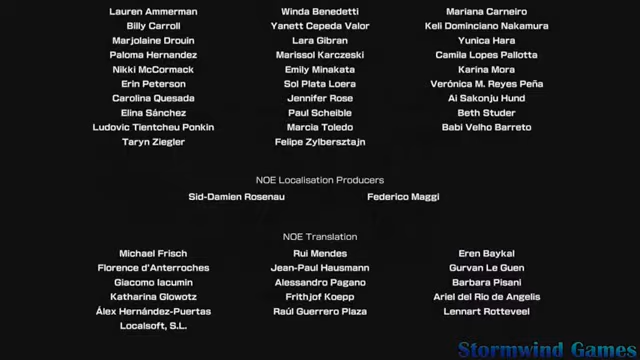 Lauren Ammerman Winda Benedetti Mariana Carneiro
Billy Carroll Yanett Cepeda Valor Keli Dominciano Nakamura
Marjolaine Drouin Lara Gibran Yunica Hara
Paloma Hernandez Marissol Karczeski Camila Lopes Pallotta
Nikki McCormack Emily Minakata Karina Mora
Erin Peterson Sol Plata Loera Verónica M. Reyes Peña
Carolina Quesada Jennifer Rose Ai Sakonju Hund
Elina Sánchez Paul Scheible Beth Studer
Ludovic Tientcheu Ponkin Marcia Toledo Babi Velho Barreto
Taryn Ziegler Felipe Zylbersztajn
NOE Localisation Producers
Sid-Damien Rosenau Federico Maggi
NOE Translation
Michael Frisch Rui Mendes Eren Baykal
Florence d'Anterroches Jean-Paul Hausmann Gurvan Le Guen
Giacomo Iacumin Alessandro Pagano Barbara Pisani
Katharina Glowotz Frithjof Koepp Ariel del Rio de Angelis
Álex Hernández-Puertas Raúl Guerrero Plaza Lennart Rotteveel
Localsoft, S.L.
Stormwind Games